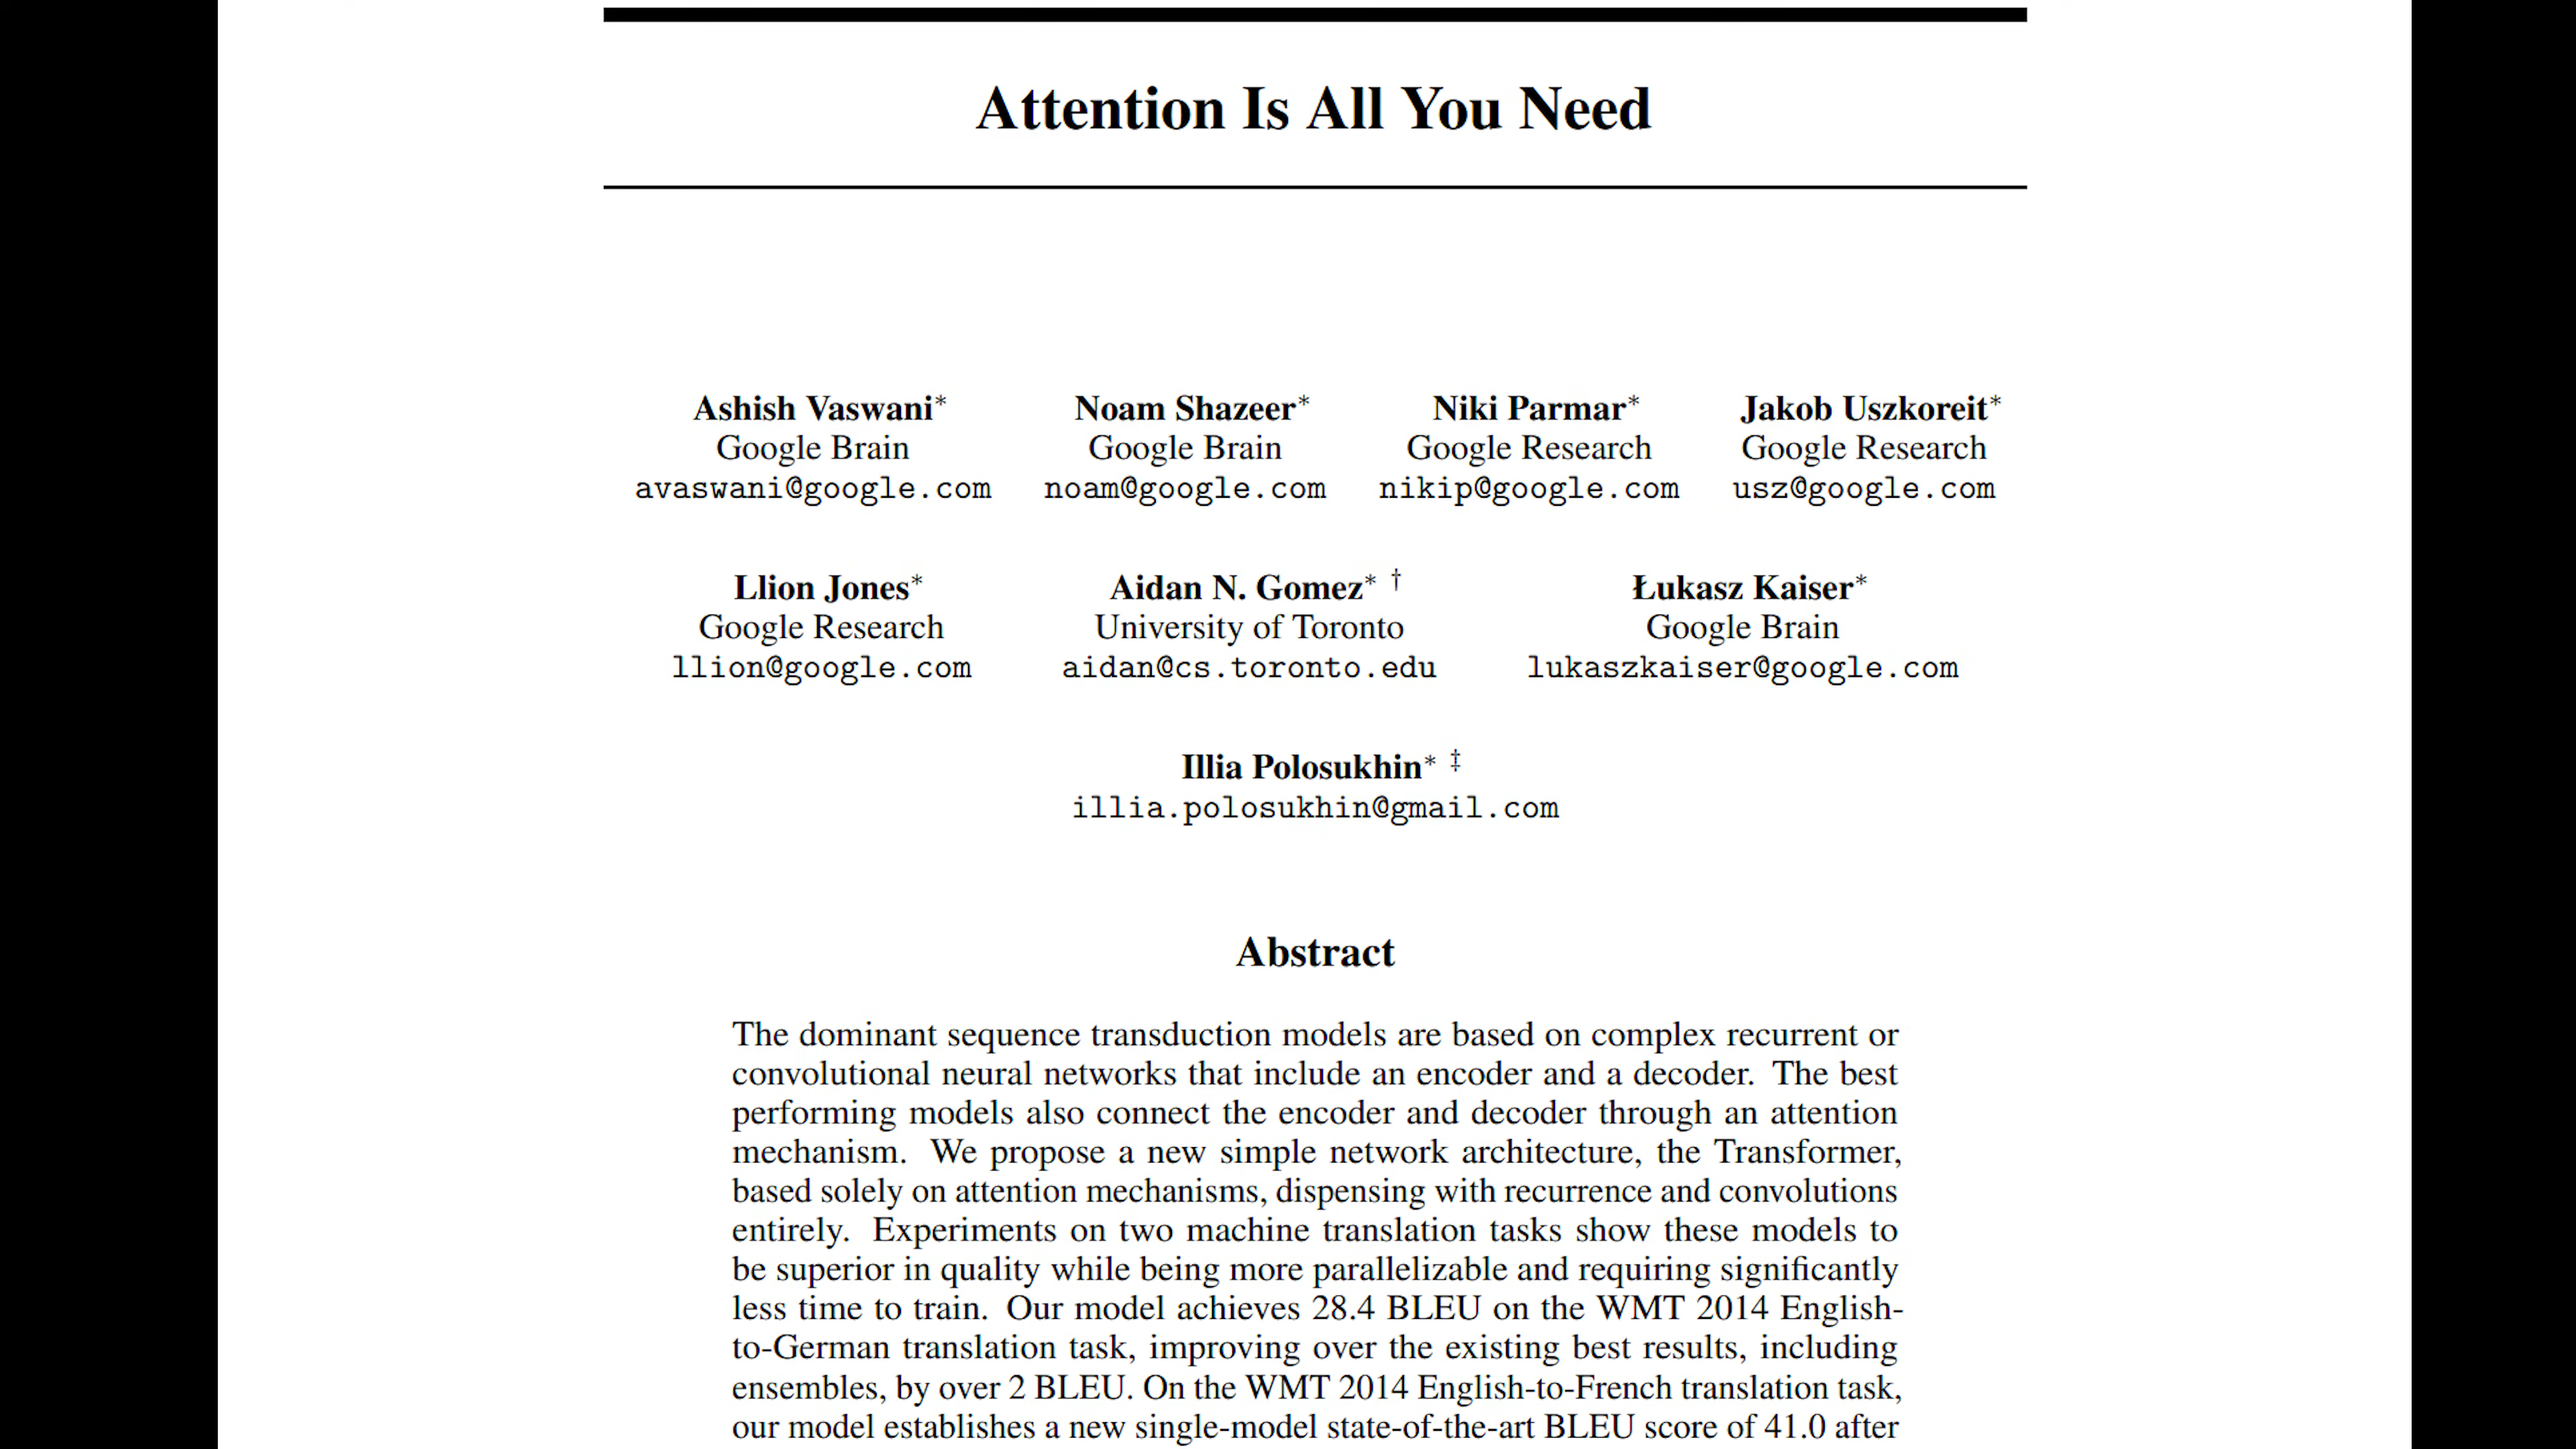 Attention Is All You Need
Ashish Vaswani* Noam Shazeer* Niki Parmar* Jakob Uszkoreit*
Google Brain Google Brain Google Research Google Research
avaswani@google.com noam@google.com nikip@google.com usz@google.com
Llion Jones* Aidan N. Gomez* † Łukasz Kaiser*
Google Research University of Toronto Google Brain
llion@google.com aidan@cs.toronto.edu lukaszkaiser@google.com
Illia Polosukhin* ‡
illia.polosukhin@gmail.com
Abstract
The dominant sequence transduction models are based on complex recurrent or
convolutional neural networks that include an encoder and a decoder. The best
performing models also connect the encoder and decoder through an attention
mechanism. We propose a new simple network architecture, the Transformer,
based solely on attention mechanisms, dispensing with recurrence and convolutions
entirely. Experiments on two machine translation tasks show these models to
be superior in quality while being more parallelizable and requiring significantly
less time to train. Our model achieves 28.4 BLEU on the WMT 2014 English-
to-German translation task, improving over the existing best results, including
ensembles, by over 2 BLEU. On the WMT 2014 English-to-French translation task,
our model establishes a new single-model state-of-the-art BLEU score of 41.0 after